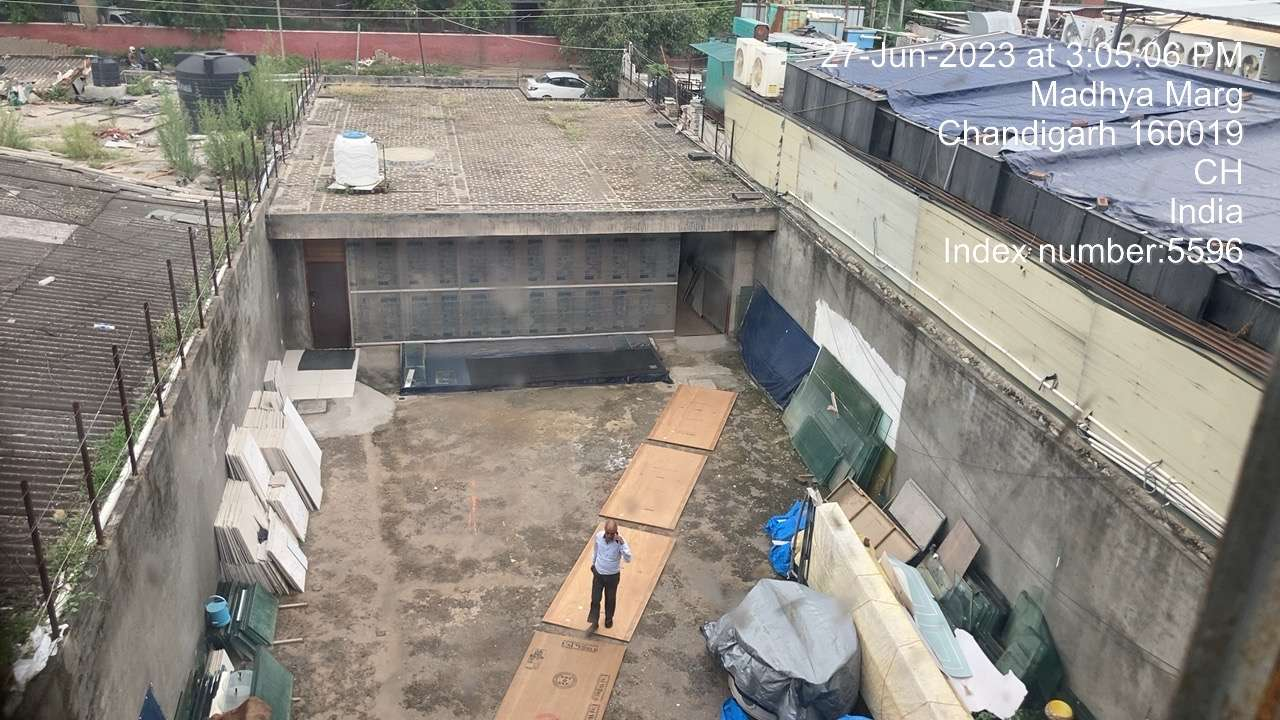 27-Jun-2023 at 3:05:06 PM
Madhya Marg
Chandigarh 160019
CH
India
Index number:5596